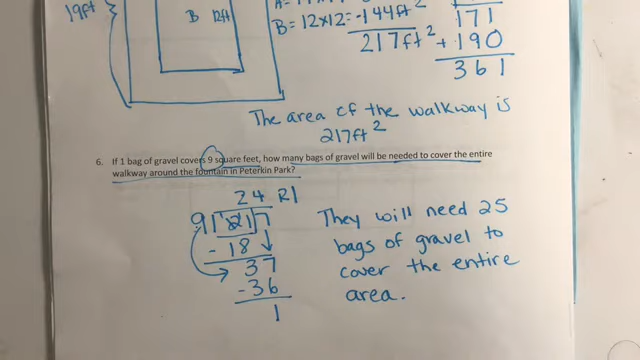 19ft
B 12ft
B = 12×12= -144ft²
217ft²
171
+190
361
The area of the walkway is
217ft²
6. If 1 bag of gravel covers 9 square feet, how many bags of gravel will be needed to cover the entire
walkway around the fountain in Peterkin Park?
24 R1
9 217
-18
37
-36
1
They will need 25
bags of gravel to
cover the entire
area.